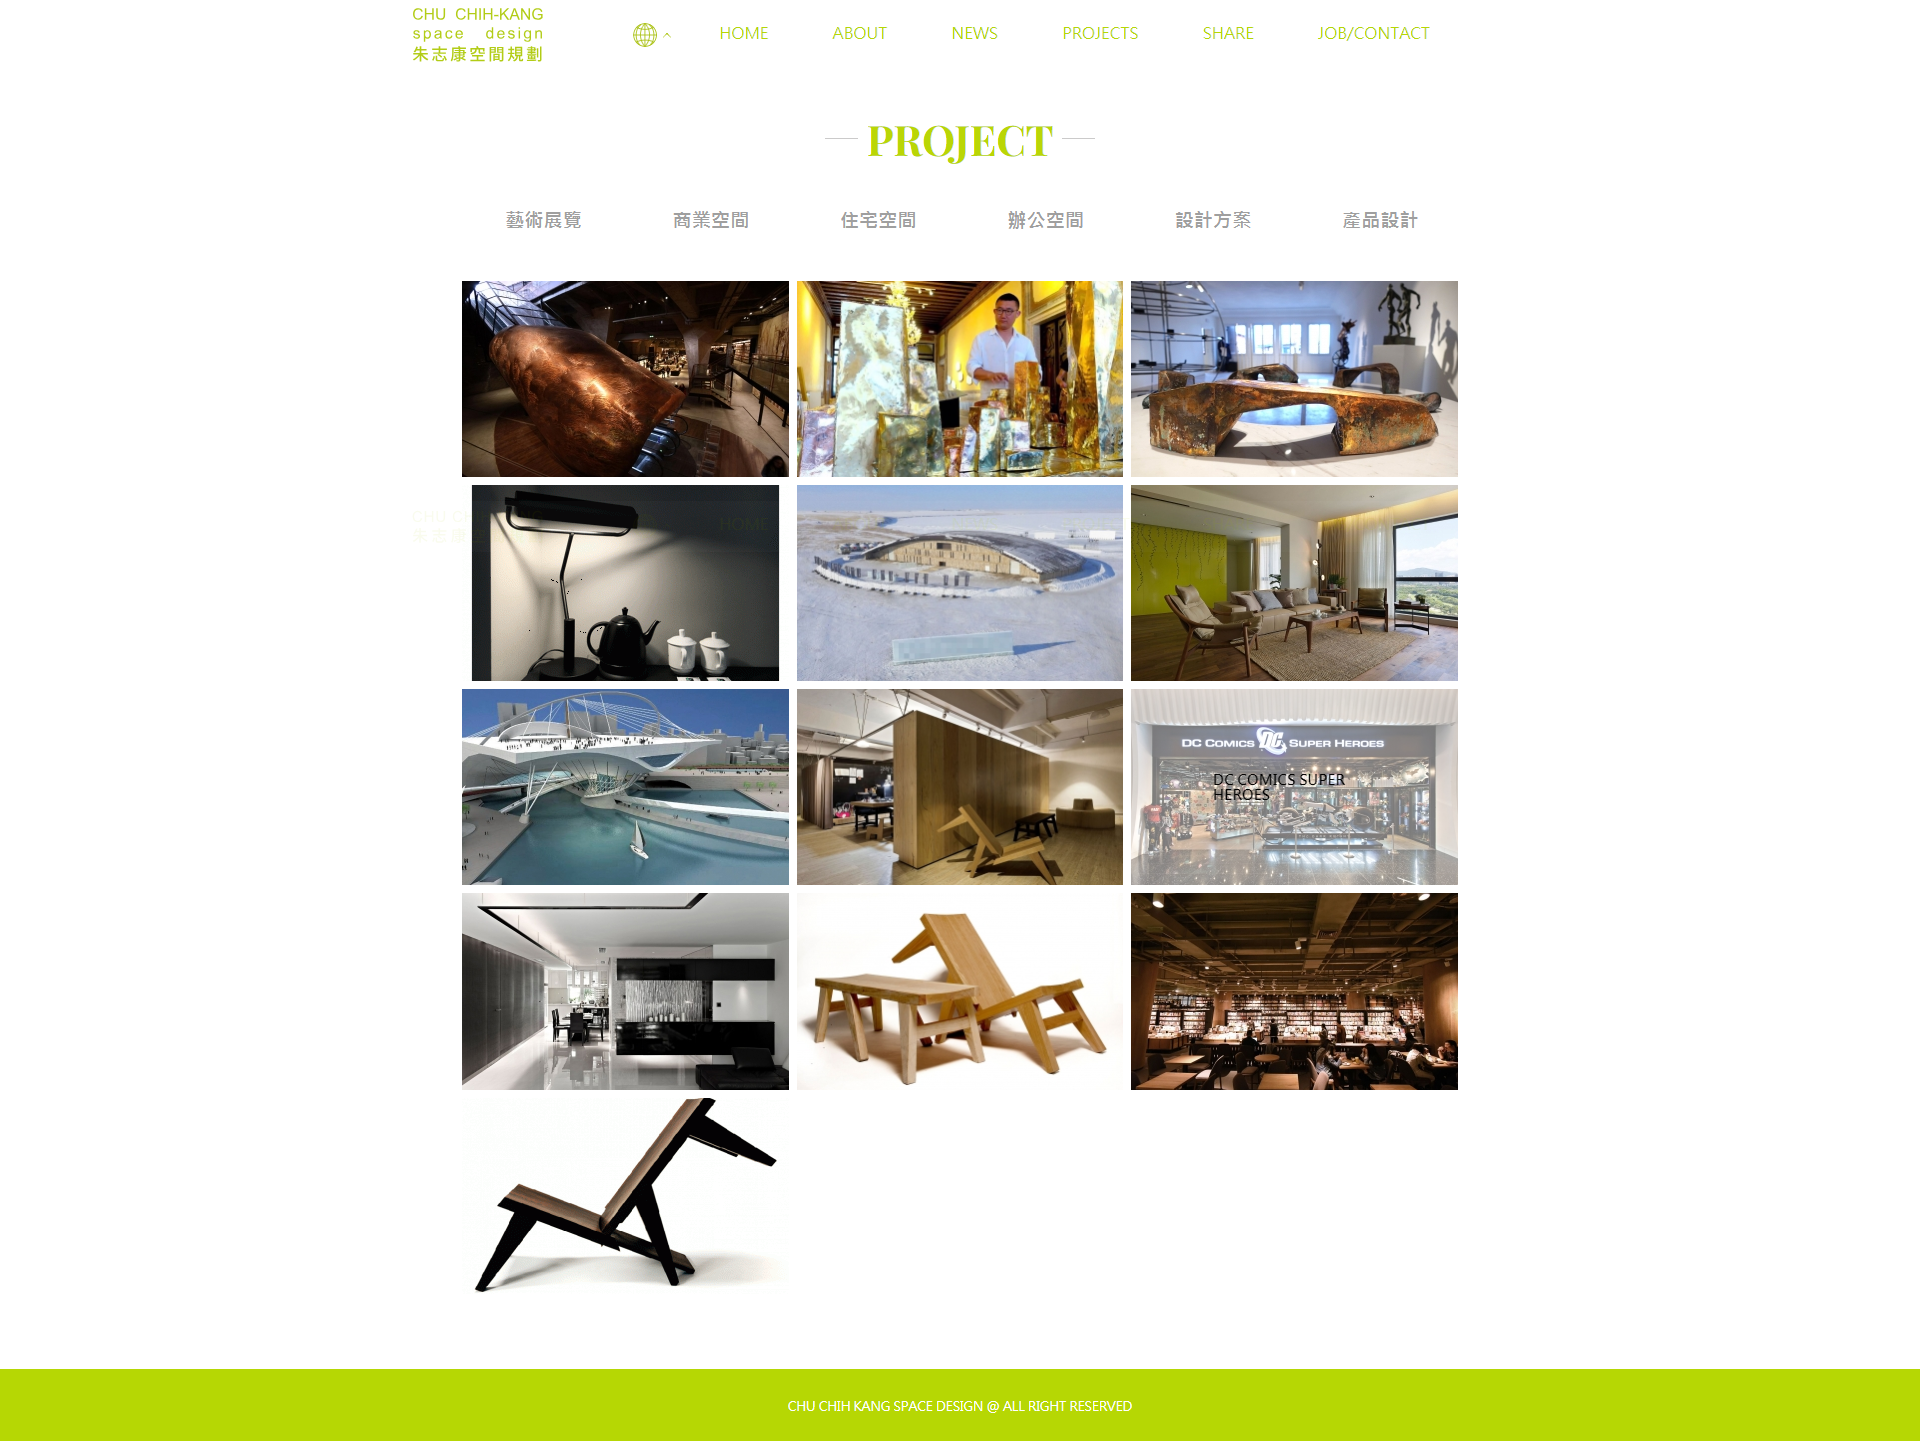 CHU CHIH-KANG
space design
朱志康空間規劃
HOME
ABOUT
NEWS
PROJECTS
SHARE
JOB/CONTACT
PROJECT
藝術展覽
商業空間
住宅空間
辦公空間
設計方案
產品設計
HOME
DC COMICS DC SUPER HEROES
DC COMICS SUPER
HEROES
CHU CHIH KANG SPACE DESIGN @ ALL RIGHT RESERVED